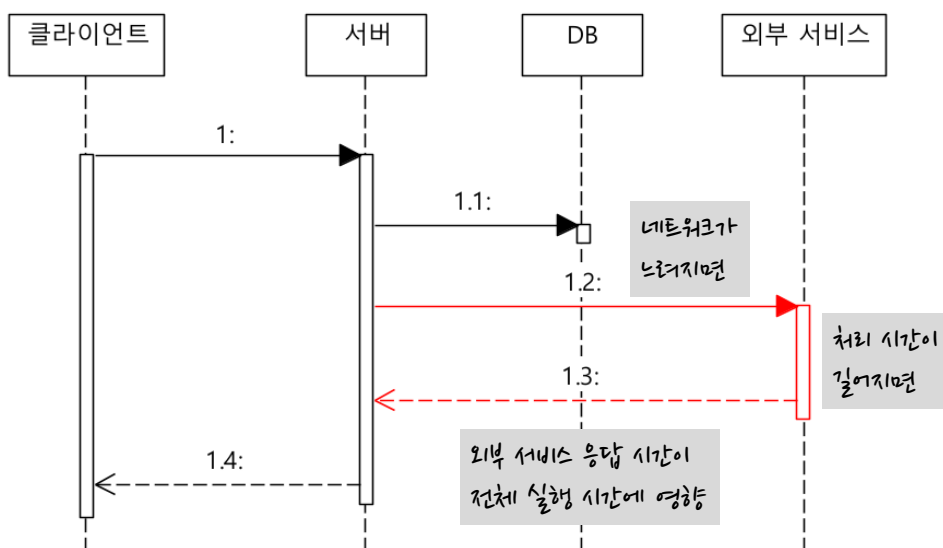 클라이언트
서버
DB
외부 서비스
1:
1.1:
네트워크가
느려지면
1.2:
처리 시간이
길어지면
1.3:
외부 서비스 응답 시간이
전체 실행 시간에 영향
1.4: